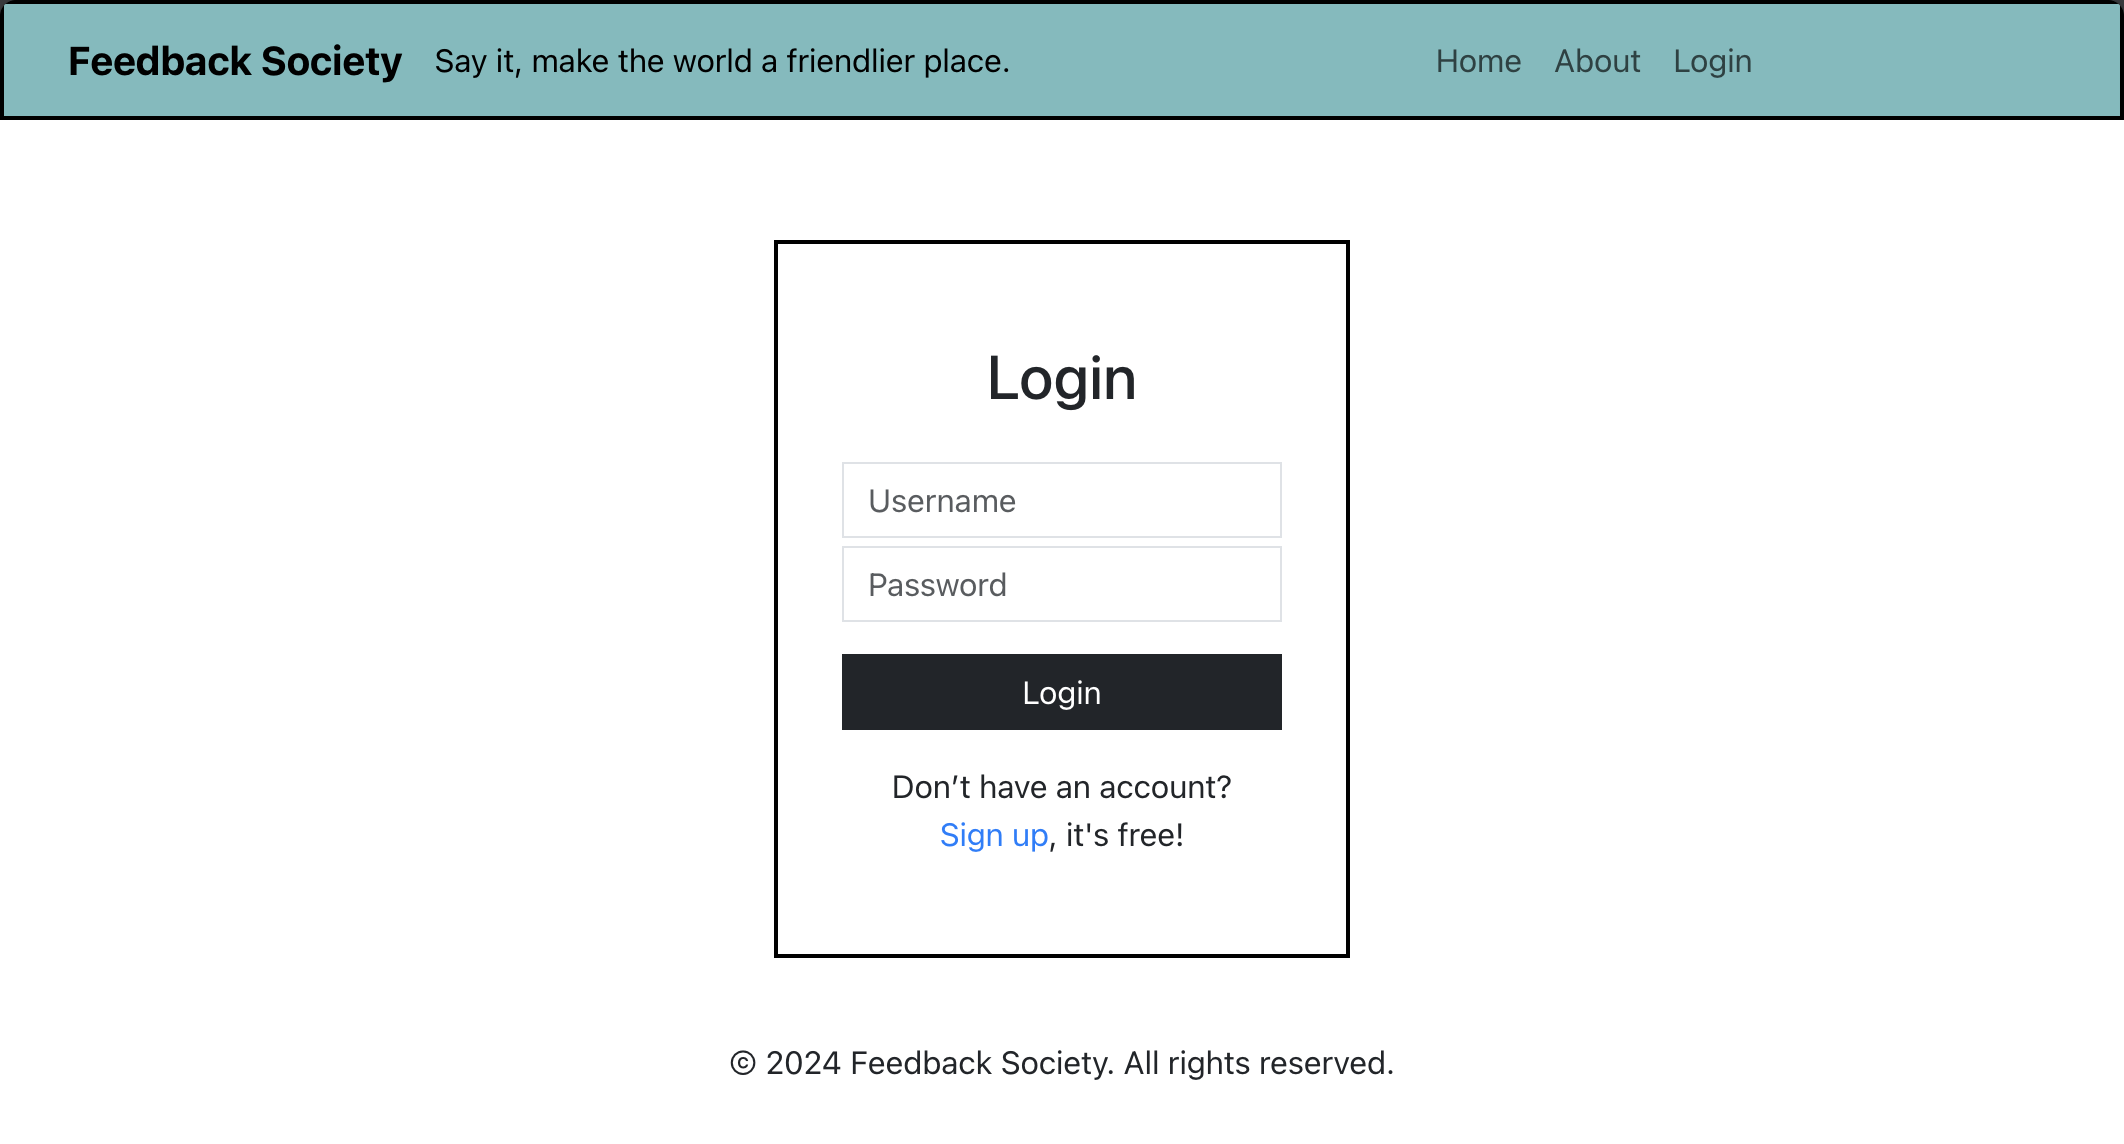 Feedback Society Say it, make the world a friendlier place. Home About Login
Login
Username
Password
Login
Don’t have an account?
Sign up, it's free!
© 2024 Feedback Society. All rights reserved.